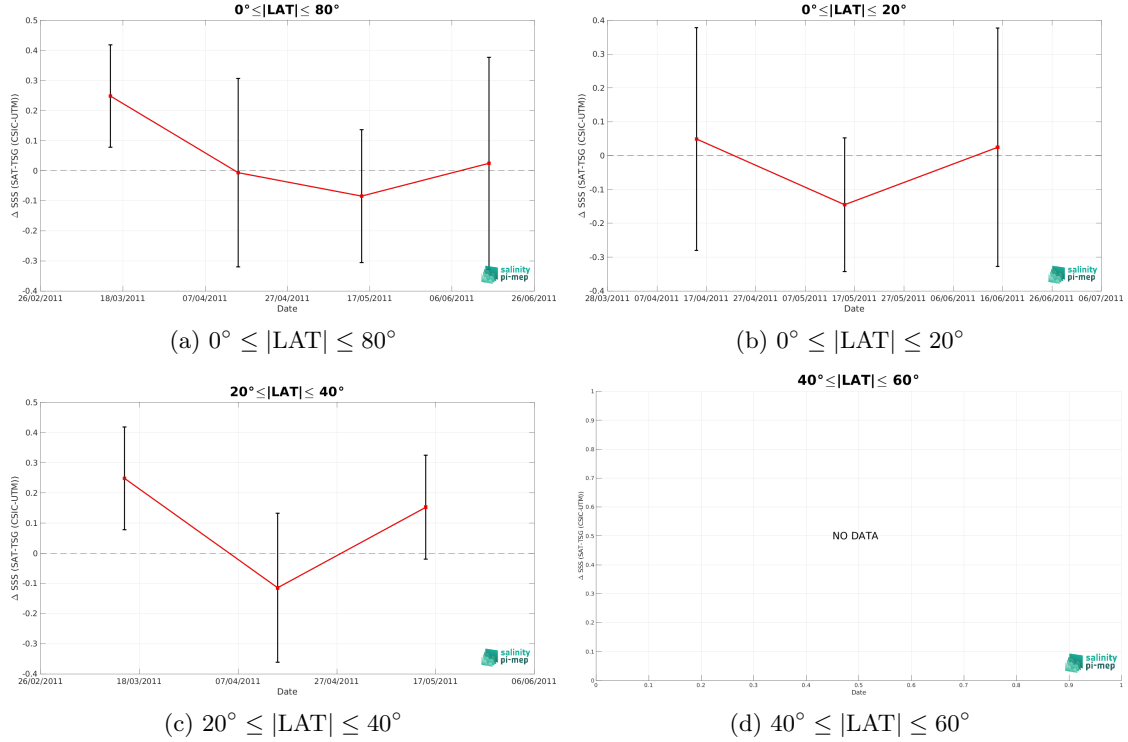 0°≤|LAT|≤ 80°
0.5
0.4
0.3
0.2
0.1
0
-0.1
-0.2
-0.3
-0.4
Δ SSS (SAT-TSG (CSIC-UTM))
26/02/2011 18/03/2011 07/04/2011 27/04/2011 17/05/2011 06/06/2011 26/06/2011
Date
salinity
pi-mep
(a) 0° ≤ |LAT| ≤ 80°
0°≤|LAT|≤ 20°
0.4
0.3
0.2
0.1
0
-0.1
-0.2
-0.3
-0.4
Δ SSS (SAT-TSG (CSIC-UTM))
28/03/2011 07/04/2011 17/04/2011 27/04/2011 07/05/2011 17/05/2011 27/05/2011 06/06/2011 16/06/2011 26/06/2011 06/07/2011
Date
salinity
pi-mep
(b) 0° ≤ |LAT| ≤ 20°
20°≤|LAT|≤ 40°
0.5
0.4
0.3
0.2
0.1
0
-0.1
-0.2
-0.3
-0.4
Δ SSS (SAT-TSG (CSIC-UTM))
26/02/2011 18/03/2011 07/04/2011 27/04/2011 17/05/2011 06/06/2011
Date
salinity
pi-mep
(c) 20° ≤ |LAT| ≤ 40°
40°≤|LAT|≤ 60°
1
0.9
0.8
0.7
0.6
0.5
0.4
0.3
0.2
0.1
0
Δ SSS (SAT-TSG (CSIC-UTM))
NO DATA
0 0.1 0.2 0.3 0.4 0.5 0.6 0.7 0.8 0.9 1
Date
salinity
pi-mep
(d) 40° ≤ |LAT| ≤ 60°